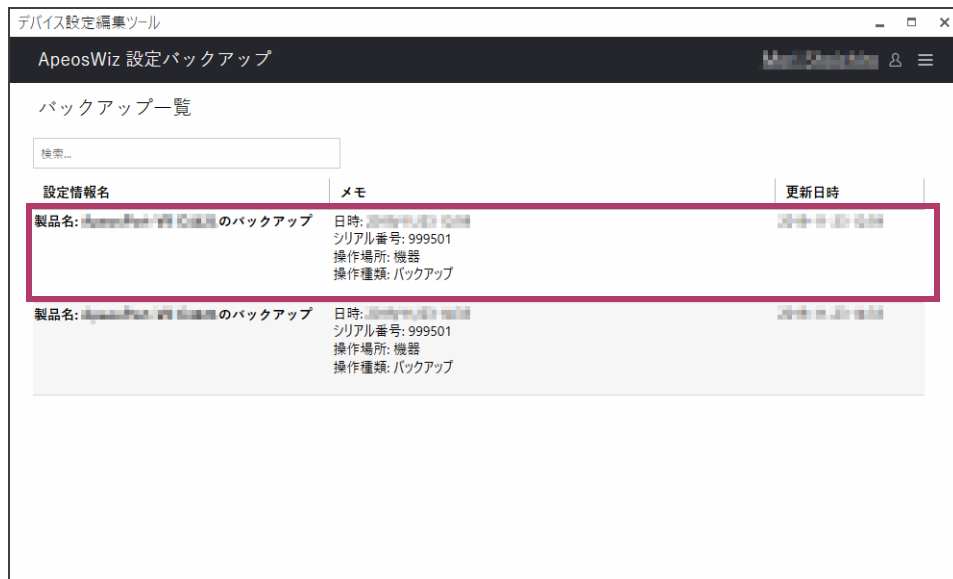 デバイス設定編集ツール
ApeosWiz 設定バックアップ
バックアップ一覧
検索...
設定情報名 メモ 更新日時
製品名: のバックアップ 日時:
シリアル番号: 999501
操作場所: 機器
操作種類: バックアップ
製品名: のバックアップ 日時:
シリアル番号: 999501
操作場所: 機器
操作種類: バックアップ